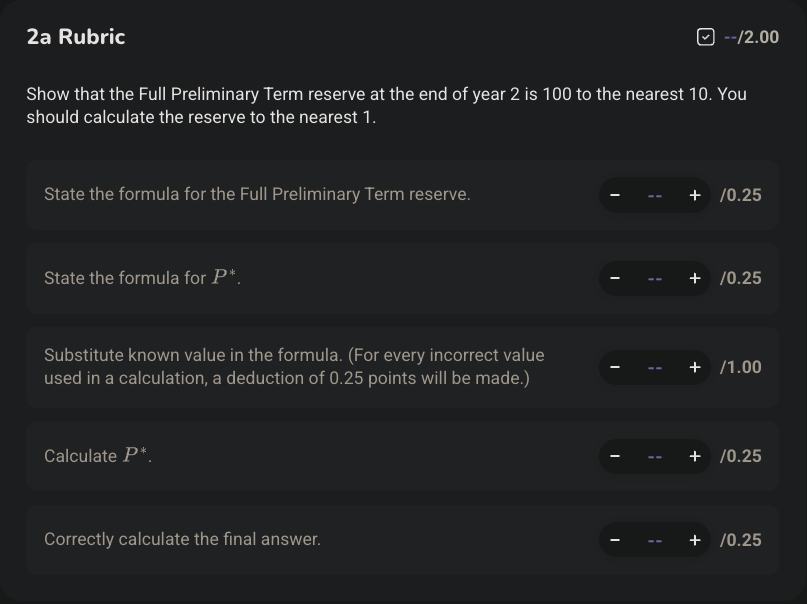 2a Rubric
--/2.00
Show that the Full Preliminary Term reserve at the end of year 2 is 100 to the nearest 10. You
should calculate the reserve to the nearest 1.
State the formula for the Full Preliminary Term reserve.
− -- + /0.25
State the formula for P*.
− -- + /0.25
Substitute known value in the formula. (For every incorrect value
used in a calculation, a deduction of 0.25 points will be made.)
− -- + /1.00
Calculate P*.
− -- + /0.25
Correctly calculate the final answer.
− -- + /0.25